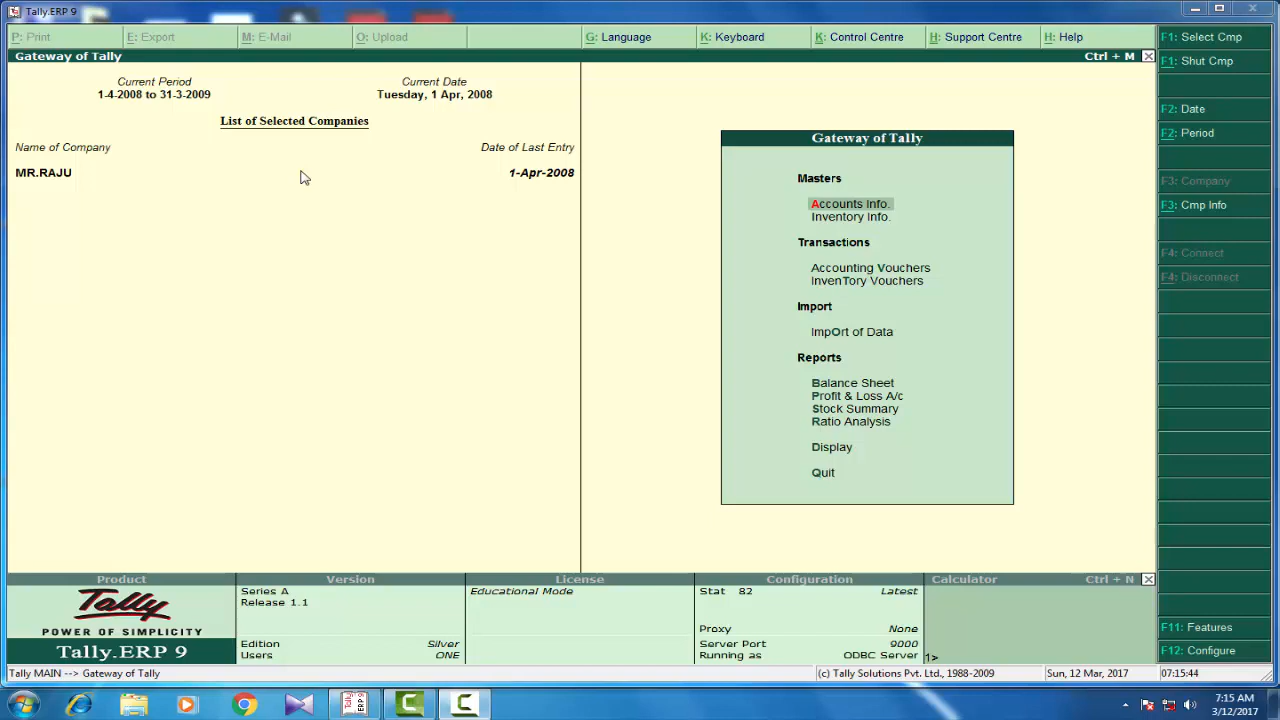 Tally.ERP 9
P: Print E: Export M: E-Mail O: Upload G: Language K: Keyboard K: Control Centre H: Support Centre H: Help
Gateway of Tally Ctrl + M
Current Period Current Date
1-4-2008 to 31-3-2009 Tuesday, 1 Apr, 2008
List of Selected Companies
Name of Company Date of Last Entry
MR.RAJU 1-Apr-2008
Gateway of Tally
Masters
Accounts Info.
Inventory Info.
Transactions
Accounting Vouchers
InvenTory Vouchers
Import
ImpOrt of Data
Reports
Balance Sheet
Profit & Loss A/c
Stock Summary
Ratio Analysis
Display
Quit
F1: Select Cmp
F1: Shut Cmp
F2: Date
F2: Period
F3: Company
F3: Cmp Info
F4: Connect
F4: Disconnect
F11: Features
F12: Configure
Product Version License Configuration Calculator Ctrl + N
Tally
POWER OF SIMPLICITY
Tally.ERP 9
Series A
Release 1.1
Edition Silver
Users ONE
Educational Mode
Stat 82 Latest
Proxy None
Server Port 9000
Running as ODBC Server
1>
Tally MAIN --> Gateway of Tally (c) Tally Solutions Pvt. Ltd., 1988-2009 Sun, 12 Mar, 2017 07:15:44
7:15 AM
3/12/2017